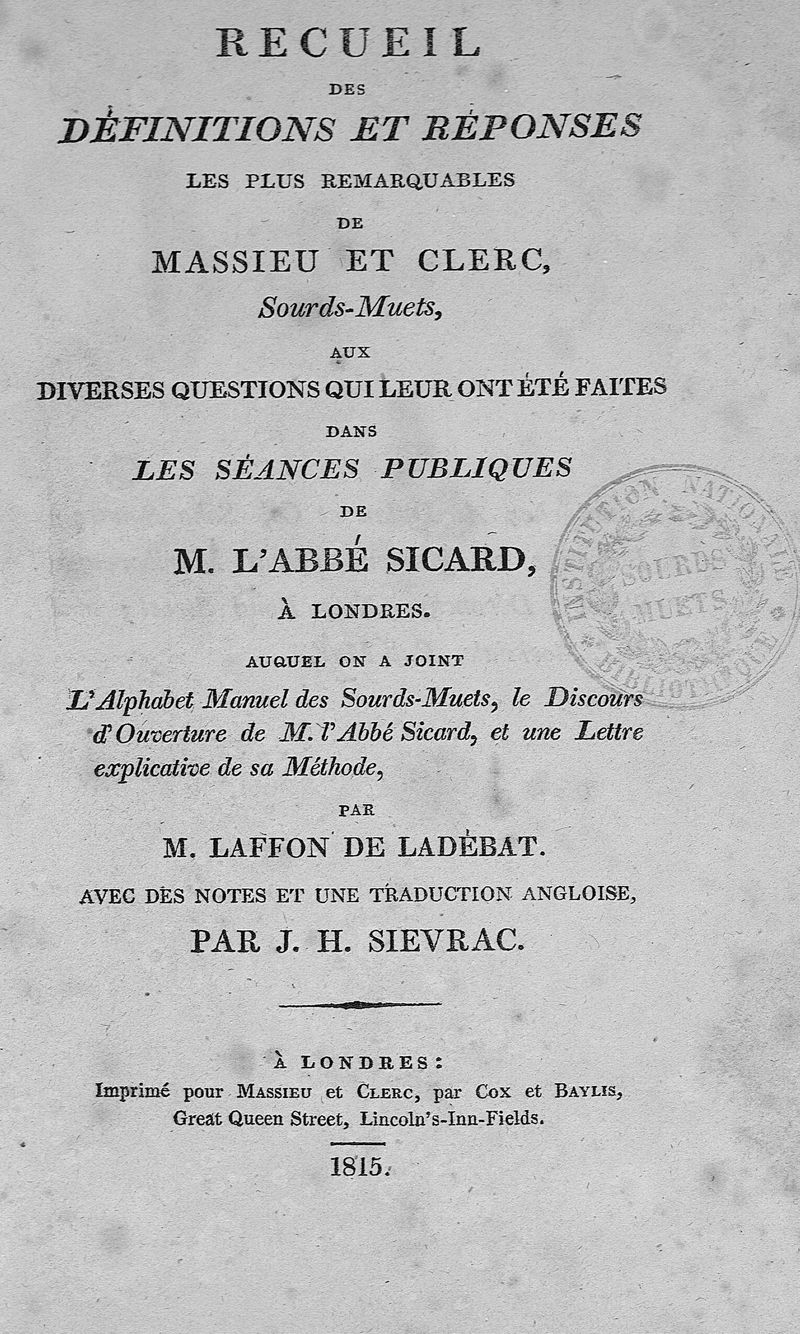 RECUEIL
DES
DÉFINITIONS ET RÉPONSES
LES PLUS REMARQUABLES
DE
MASSIEU ET CLERC,
Sourds-Muets,
AUX
DIVERSES QUESTIONS QUI LEUR ONT ÉTÉ FAITES
DANS
LES SÉANCES PUBLIQUES
DE
M. L'ABBÉ SICARD,
À LONDRES.
AUQUEL ON A JOINT
L'Alphabet Manuel des Sourds-Muets, le Discours
d'Ouverture de M. l'Abbé Sicard, et une Lettre
explicative de sa Méthode,
PAR
M. LAFFON DE LADÉBAT.
AVEC DES NOTES ET UNE TRADUCTION ANGLOISE,
PAR J. H. SIEVRAC.
À LONDRES:
Imprimé pour MASSIEU et CLERC, par COX et BAYLIS,
Great Queen Street, Lincoln's-Inn-Fields.
1815.
INSTITUTION NATIONALE
SOURDS
MUETS
BIBLIOTHÈQUE